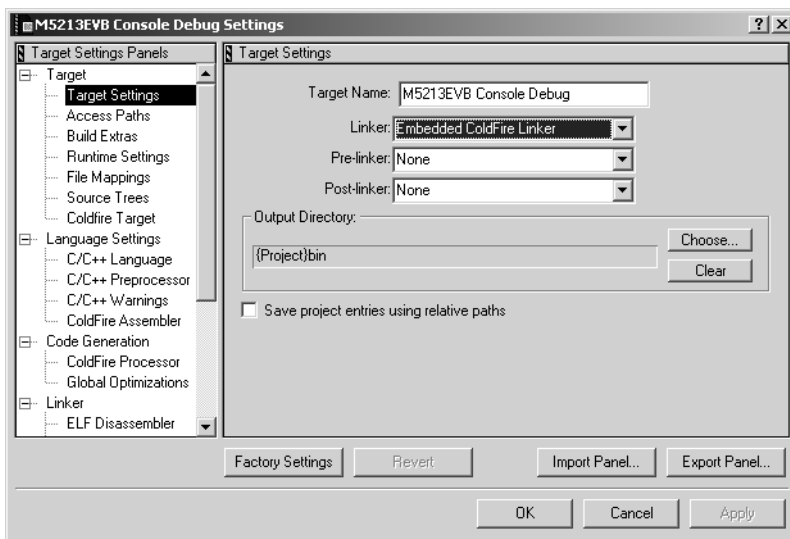 M5213EVB Console Debug Settings
Target Settings Panels
Target
Target Settings
Access Paths
Build Extras
Runtime Settings
File Mappings
Source Trees
Coldfire Target
Language Settings
C/C++ Language
C/C++ Preprocessor
C/C++ Warnings
ColdFire Assembler
Code Generation
ColdFire Processor
Global Optimizations
Linker
ELF Disassembler
Target Settings
Target Name: M5213EVB Console Debug
Linker: Embedded ColdFire Linker
Pre-linker: None
Post-linker: None
Output Directory:
{Project}bin
Choose...
Clear
Save project entries using relative paths
Factory Settings Revert Import Panel... Export Panel...
OK Cancel Apply